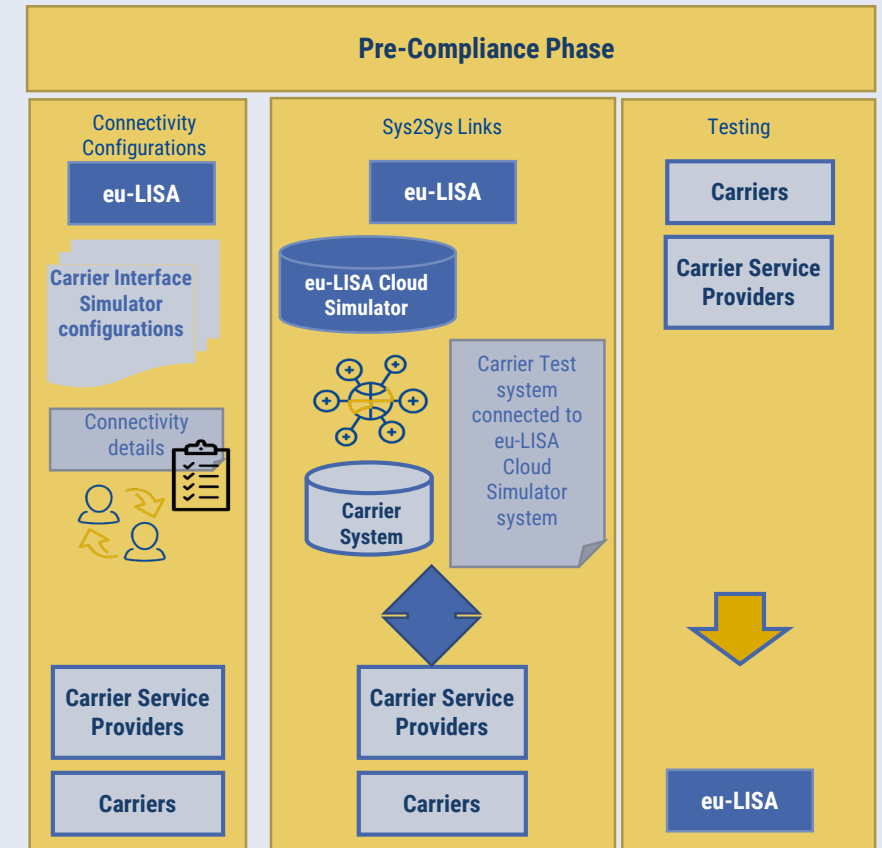 Pre-Compliance Phase
Connectivity
Configurations
eu-LISA
Carrier Interface
Simulator
configurations
Connectivity
details
Carrier Service
Providers
Carriers
Sys2Sys Links
eu-LISA
eu-LISA Cloud
Simulator
Carrier Test
system
connected to
eu-LISA
Cloud
Simulator
system
Carrier
System
Carrier Service
Providers
Carriers
Testing
Carriers
Carrier Service
Providers
eu-LISA